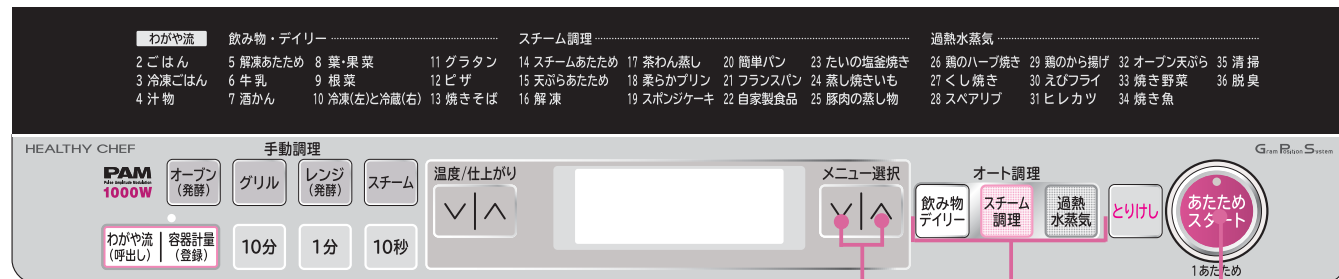 わがや流 飲み物・デイリー スチーム調理 過熱水蒸気
2 ごはん 5 解凍あたため 8 葉・果菜 11 グラタン 14 スチームあたため 17 茶わん蒸し 20 簡単パン 23 たいの塩釜焼き 26 鶏のハーブ焼き 29 鶏のから揚げ 32 オーブン天ぷら 35 清掃
3 冷凍ごはん 6 牛乳 9 根菜 12 ピザ 15 天ぷらあたため 18 柔らかプリン 21 フランスパン 24 蒸し焼きいも 27 くし焼き 30 えびフライ 33 焼き野菜 36 脱臭
4 汁物 7 酒かん 10 冷凍(左)と冷蔵(右) 13 焼きそば 16 解凍 19 スポンジケーキ 22 自家製食品 25 豚肉の蒸し物 28 スペアリブ 31 ヒレカツ 34 焼き魚
HEALTHY CHEF 手動調理 Gram Position System
PAM
Pulse Amplitude Modulation
1000W
オーブン
(発酵)
グリル
レンジ
(発酵)
スチーム
温度/仕上がり
メニュー選択
オート調理
飲み物
デイリー
スチーム
調理
過熱
水蒸気
とりけし
あたため
スタート
わがや流
(呼出し)
容器計量
(登録)
10分
1分
10秒
1あたため